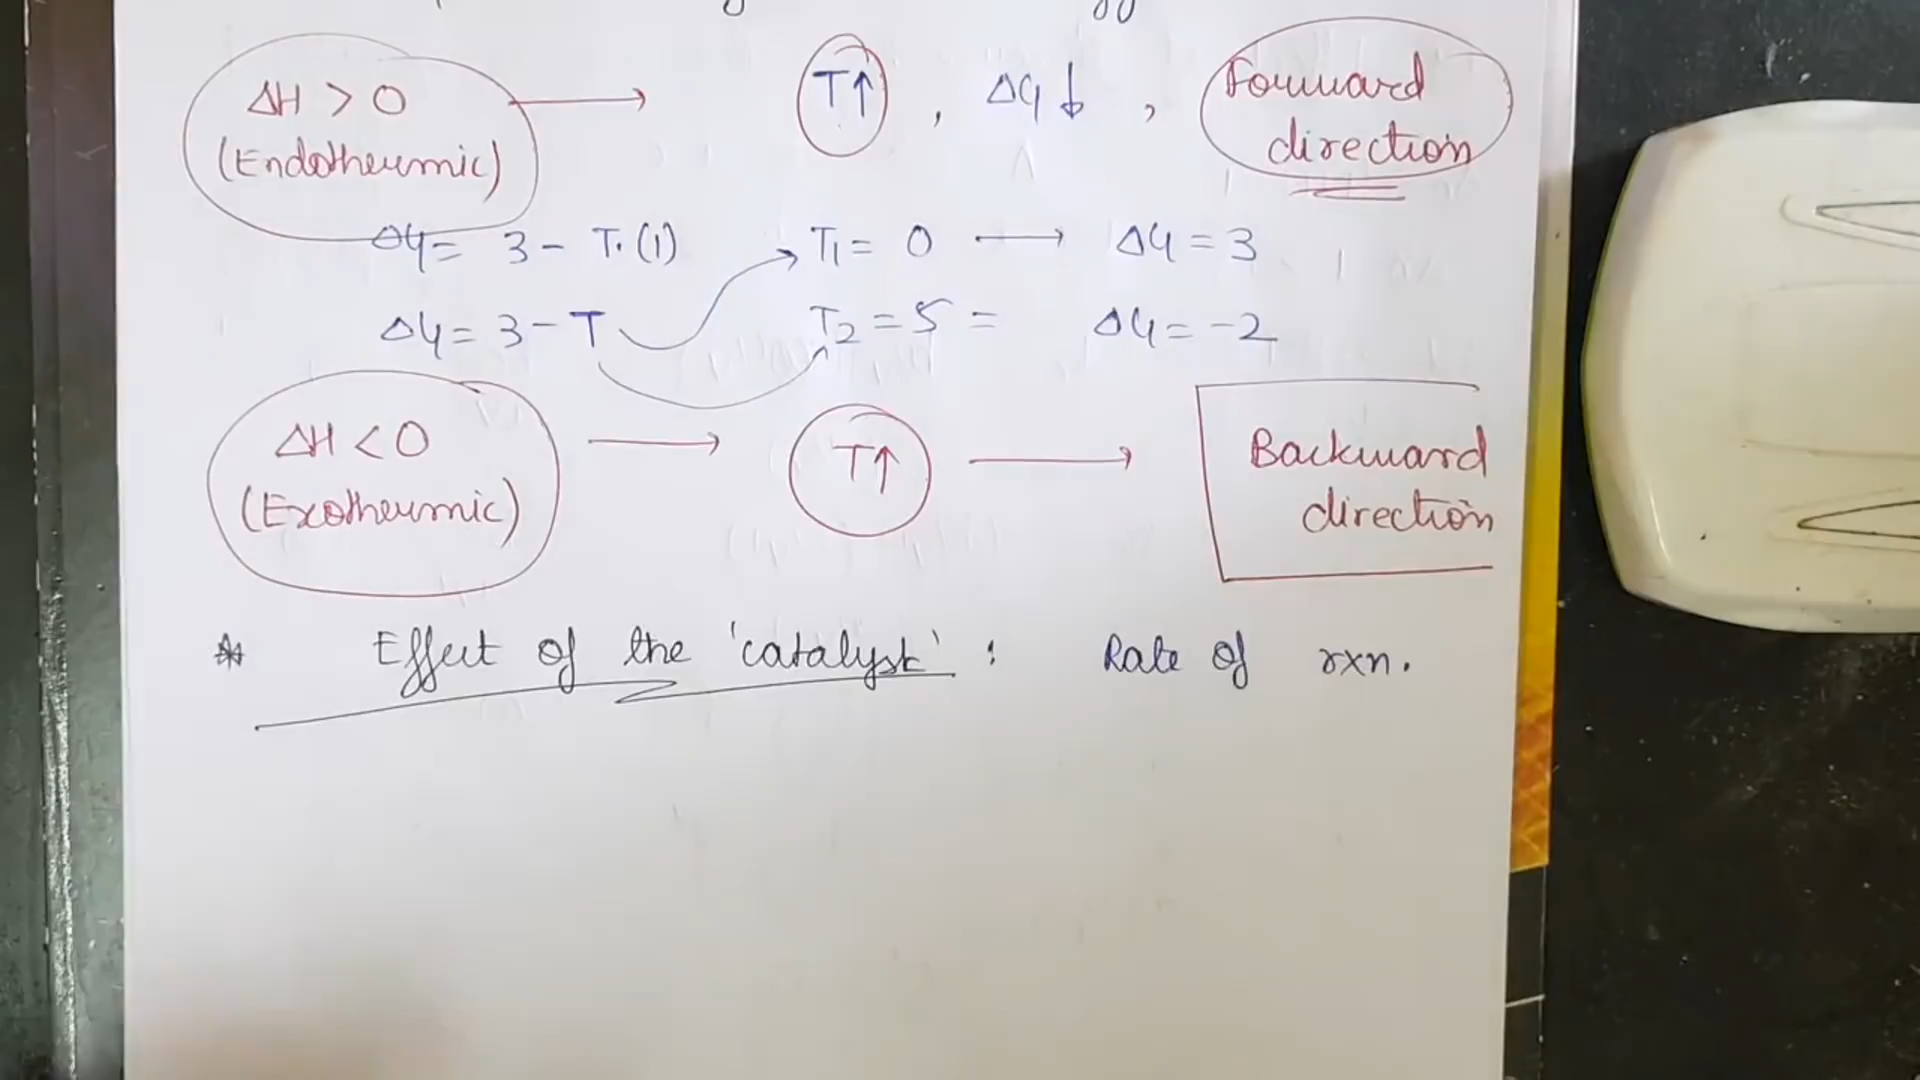 ΔH > 0 → T↑ , ΔG↓ , Forward
(Endothermic) direction
ΔG = 3 - T.(1) T1 = 0 → ΔG = 3
ΔG = 3 - T T2 = 5 = ΔG = -2
ΔH < 0 → T↑ → Backward
(Exothermic) direction
* Effect of the 'catalyst' : Rate of rxn.